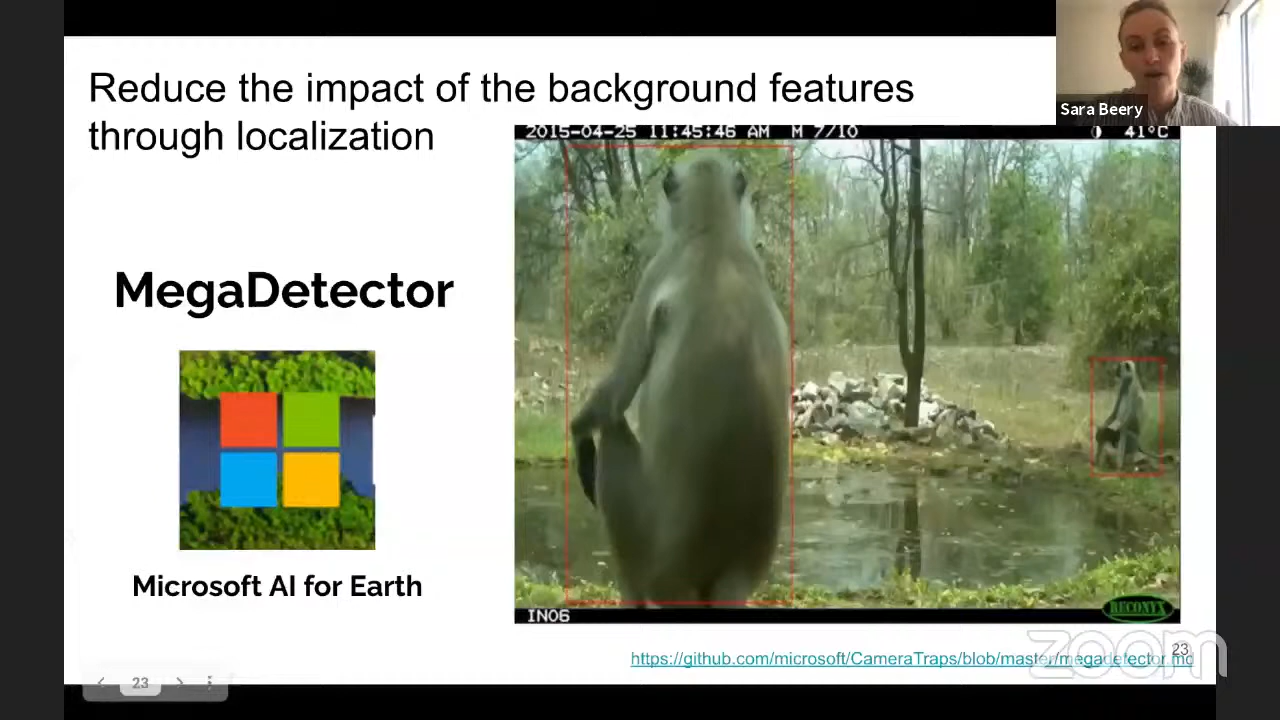 Reduce the impact of the background features
through localization
Sara Beery
2015-04-25 11:45:46 AM M 7/10 41°C
MegaDetector
Microsoft AI for Earth
IN06
RECONYX
https://github.com/microsoft/CameraTraps/blob/master/megadetector.md
23
zoom
23